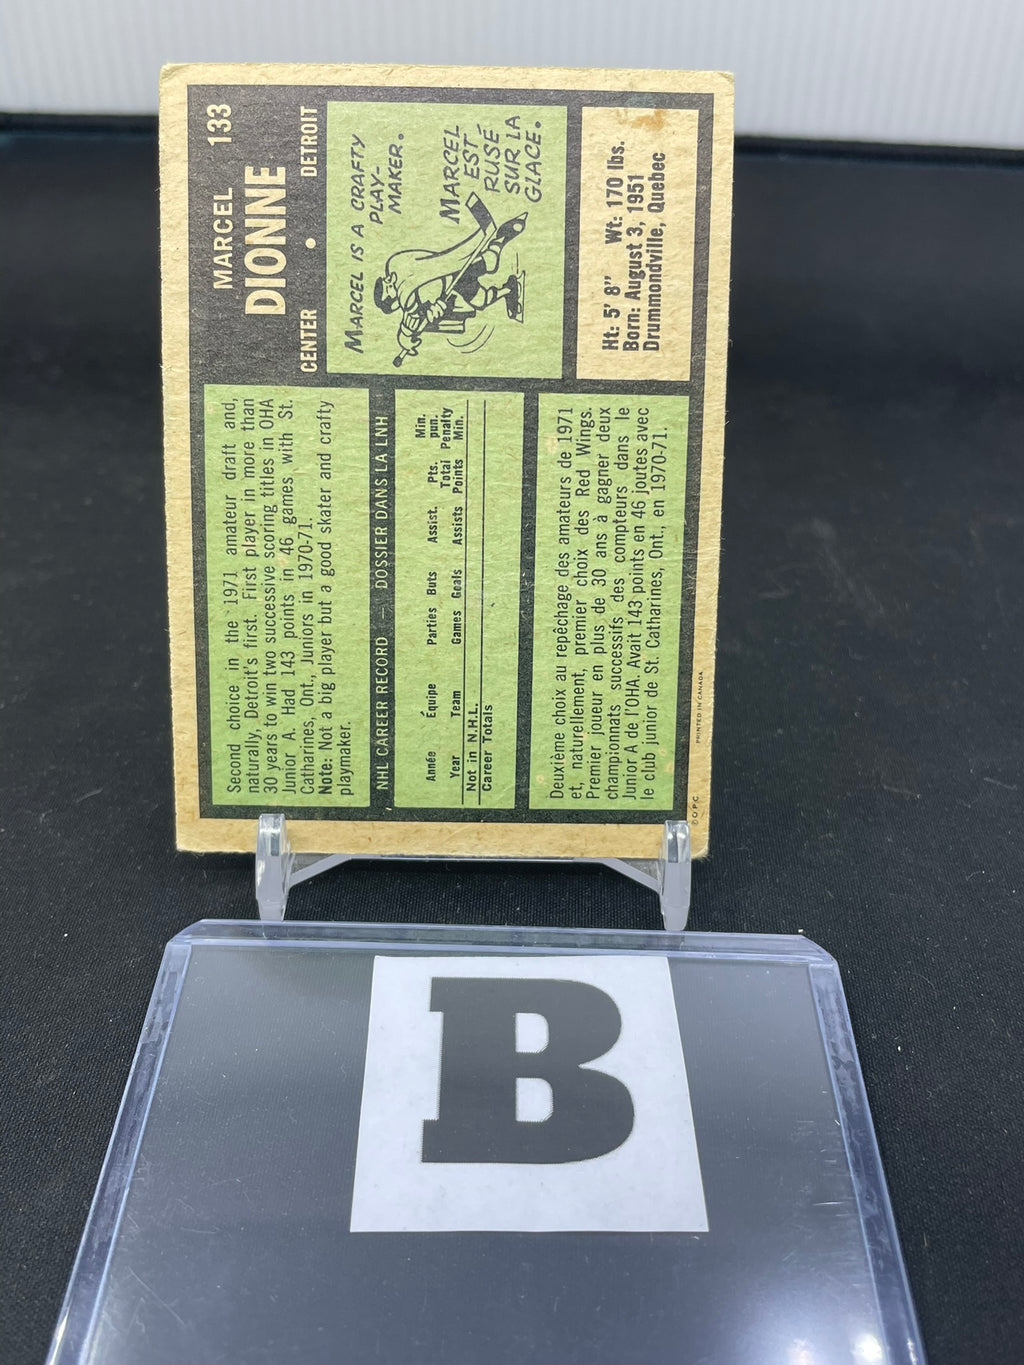 MARCEL 133
DIONNE
CENTER • DETROIT
MARCEL IS A CRAFTY
PLAY-
MAKER.
MARCEL
EST-
RUSÉ
SUR LA
GLACE.
Ht: 5' 8" Wt: 170 lbs.
Born: August 3, 1951
Drummondville, Quebec
Second choice in the 1971 amateur draft and,
naturally, Detroit's first. First player in more than
30 years to win two successive scoring titles in OHA
Junior A. Had 143 points in 46 games with St.
Catharines, Ont., Juniors in 1970-71.
Note: Not a big player but a good skater and crafty
playmaker.
NHL CAREER RECORD — DOSSIER DANS LA LNH
Année Équipe Parties Buts Assist. Pts. Total Min. pun.
Year Team Games Goals Assists Points Penalty Min.
Not in N.H.L.
Career Totals
Deuxième choix au repêchage des amateurs de 1971
et, naturellement, premier choix des Red Wings.
Premier joueur en plus de 30 ans à gagner deux
championnats successifs des compteurs dans le
Junior A de l'OHA. Avait 143 points en 46 joutes avec
le club junior de St. Catharines, Ont., en 1970-71.
© O.P.C. PRINTED IN CANADA
B